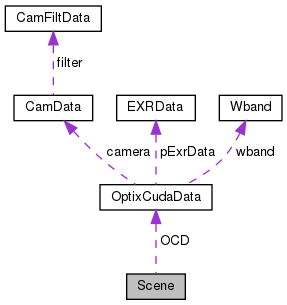 CamFiltData
filter
CamData
EXRData
Wband
camera
pExrData
wband
OptixCudaData
OCD
Scene